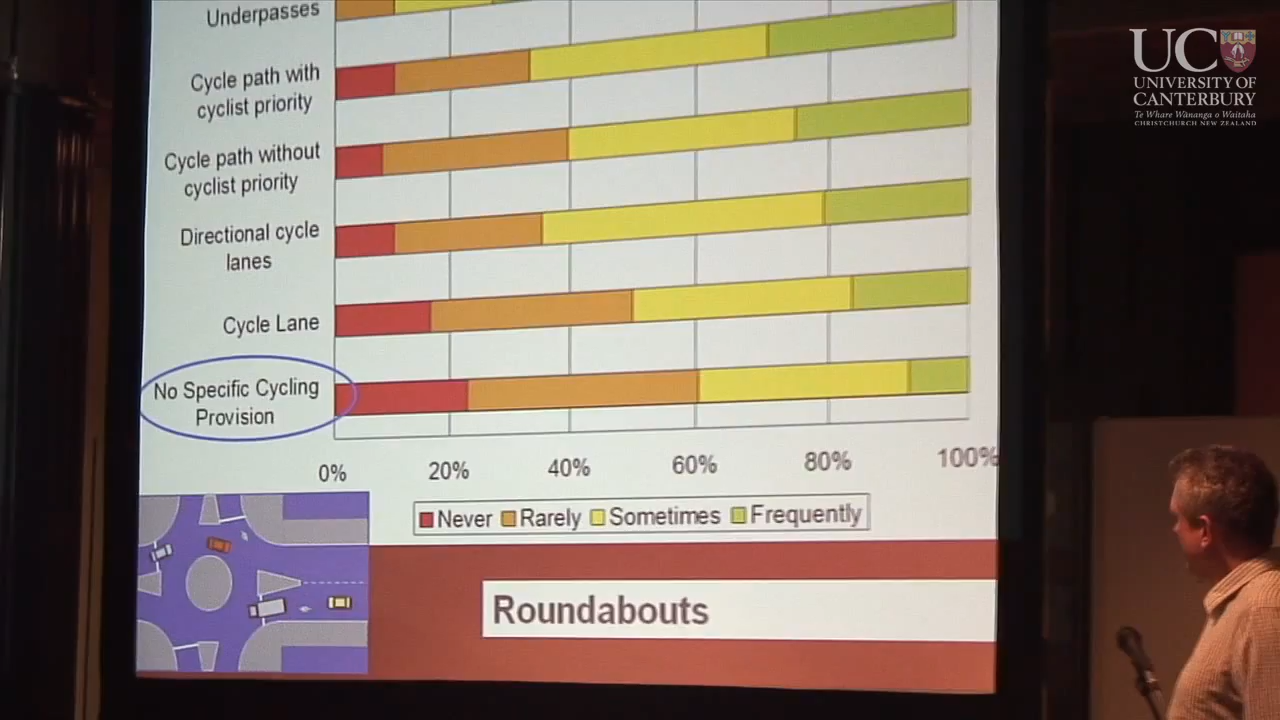 Underpasses
Cycle path with
cyclist priority
Cycle path without
cyclist priority
Directional cycle
lanes
Cycle Lane
No Specific Cycling
Provision
0% 20% 40% 60% 80% 100%
Never Rarely Sometimes Frequently
Roundabouts
UC
UNIVERSITY OF
CANTERBURY
Te Whare Wānanga o Waitaha
CHRISTCHURCH NEW ZEALAND